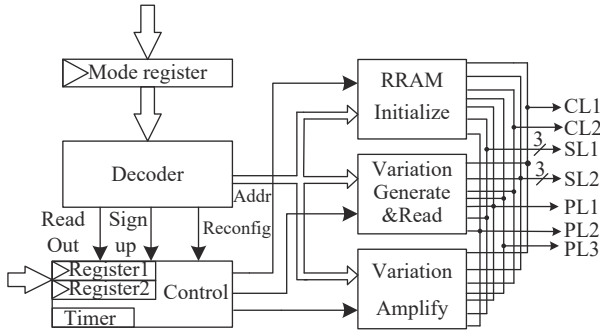 Mode register
RRAM
Initialize
CL1
CL2
3
SL1
3
SL2
Decoder
Addr
Variation
Generate
&Read
PL1
PL2
PL3
Read
Out
Sign
up
Reconfig
Register1
Register2
Control
Timer
Variation
Amplify